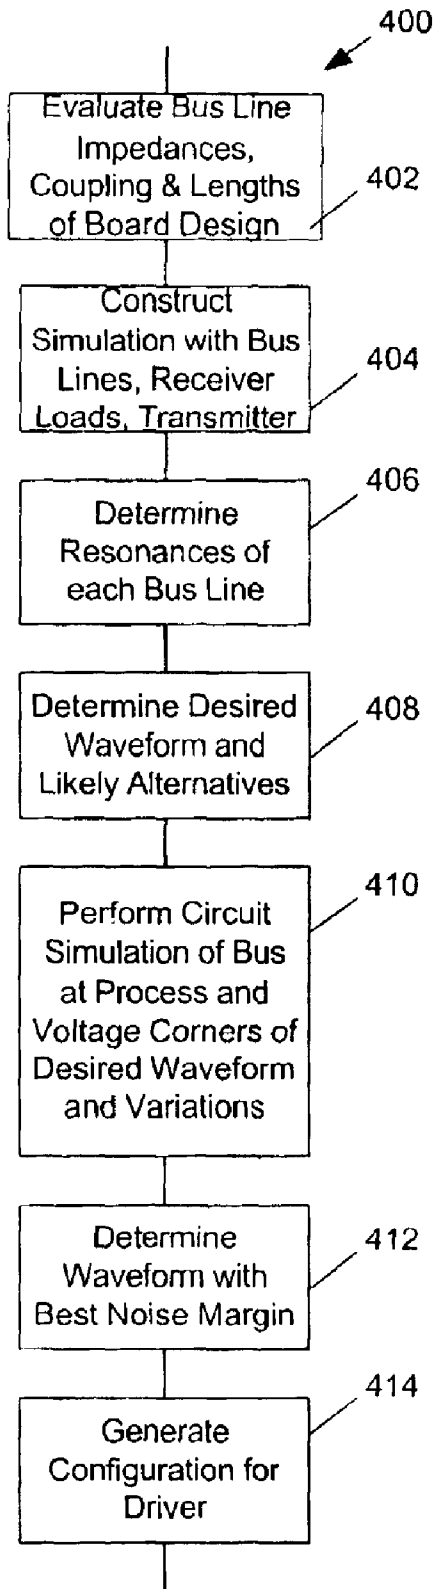 400
Evaluate Bus Line
Impedances,
Coupling & Lengths
of Board Design
402
Construct
Simulation with Bus
Lines, Receiver
Loads, Transmitter
404
406
Determine
Resonances of
each Bus Line
Determine Desired
Waveform and
Likely Alternatives
408
410
Perform Circuit
Simulation of Bus
at Process and
Voltage Corners of
Desired Waveform
and Variations
Determine
Waveform with
Best Noise Margin
412
414
Generate
Configuration for
Driver